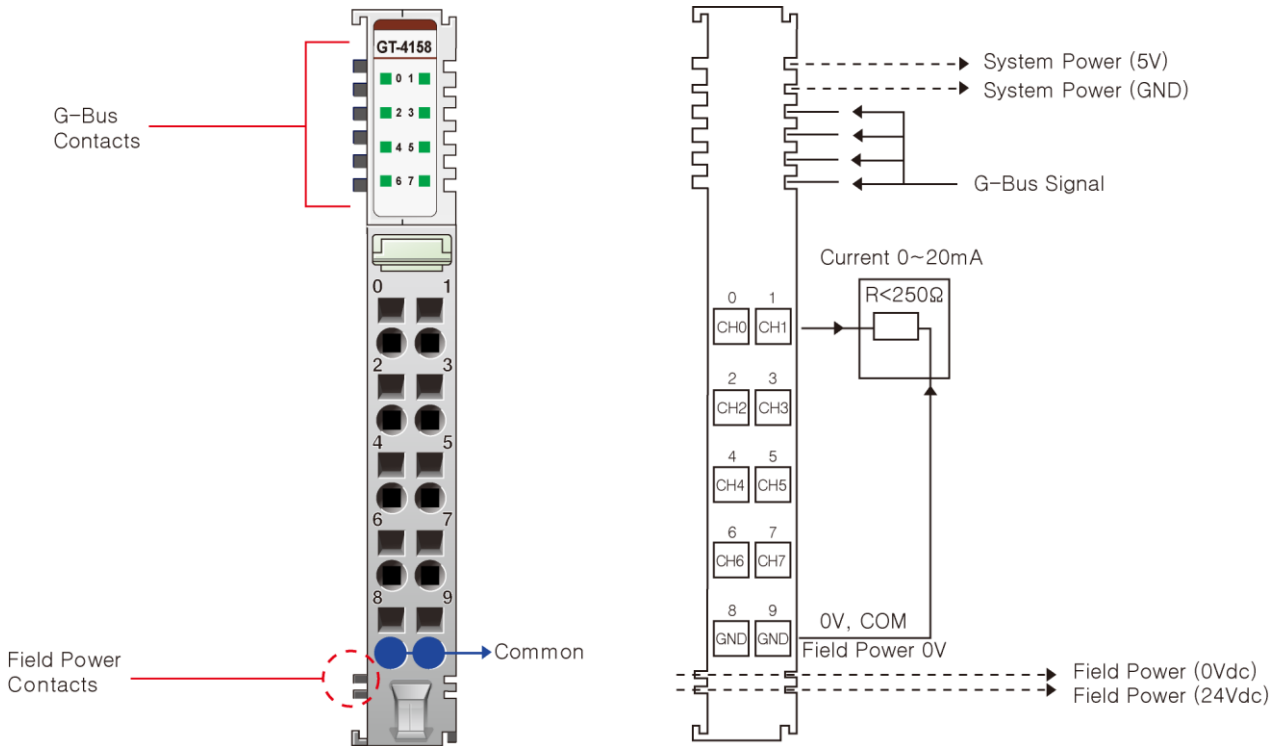 GT-4158
0 1
2 3
4 5
6 7
G-Bus
Contacts
0 1
2 3
4 5
6 7
8 9
Common
Field Power
Contacts
System Power (5V)
System Power (GND)
G-Bus Signal
Current 0~20mA
R<250Ω
0 1
CH0 CH1
2 3
CH2 CH3
4 5
CH4 CH5
6 7
CH6 CH7
8 9
GND GND
0V, COM
Field Power 0V
Field Power (0Vdc)
Field Power (24Vdc)